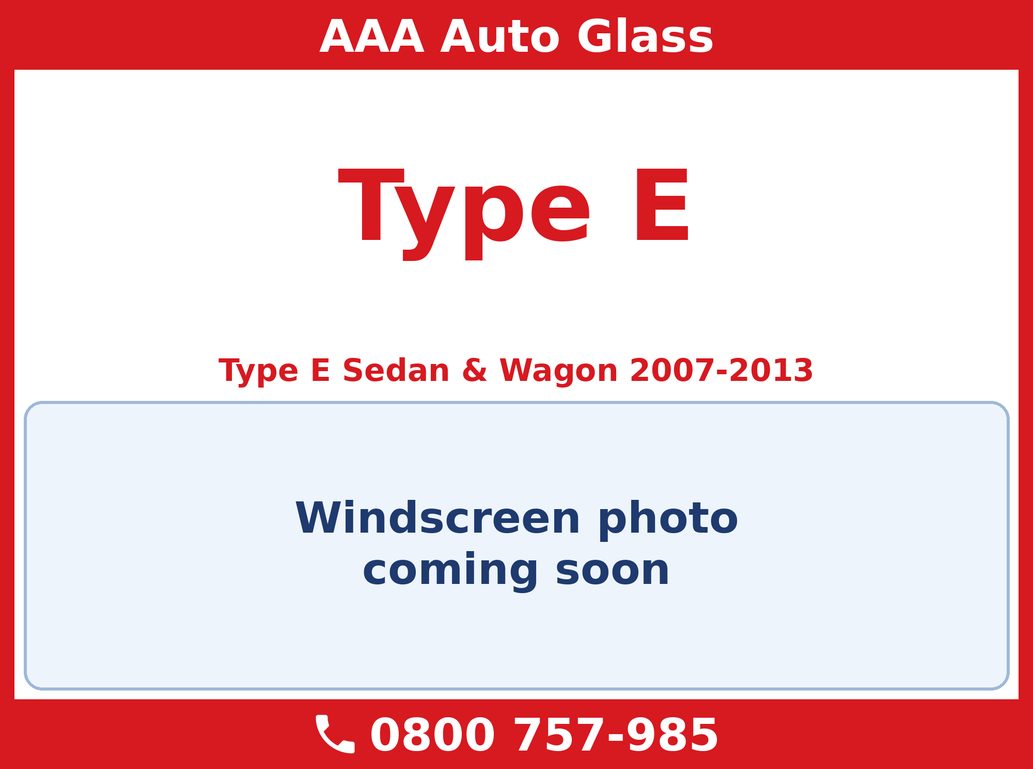 AAA Auto Glass
Type E
Type E Sedan & Wagon 2007-2013
Windscreen photo
coming soon
0800 757-985